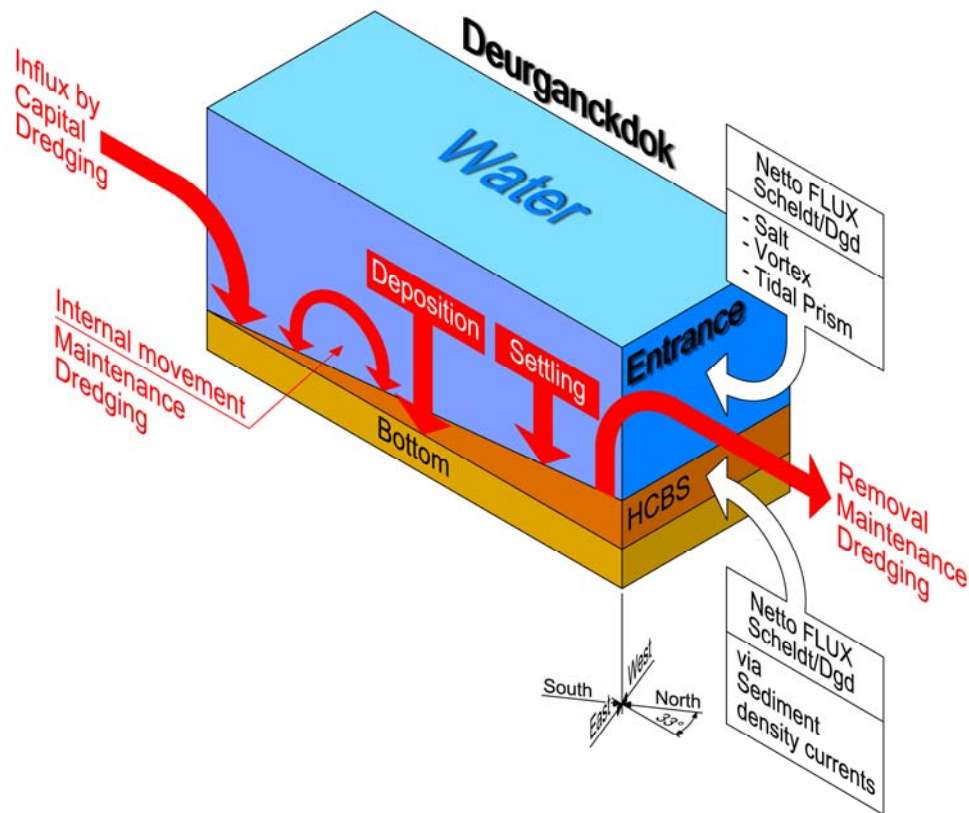 Deurganckdok
Water
Influx by
Capital
Dredging
Netto FLUX
Scheldt/Dgd
- Salt
- Vortex
- Tidal Prism
Deposition
Settling
Entrance
Internal movement
Maintenance
Dredging
Bottom
HCBS
Removal
Maintenance
Dredging
Netto FLUX
Scheldt/Dgd
via
Sediment
density currents
West
South
North
East
33°